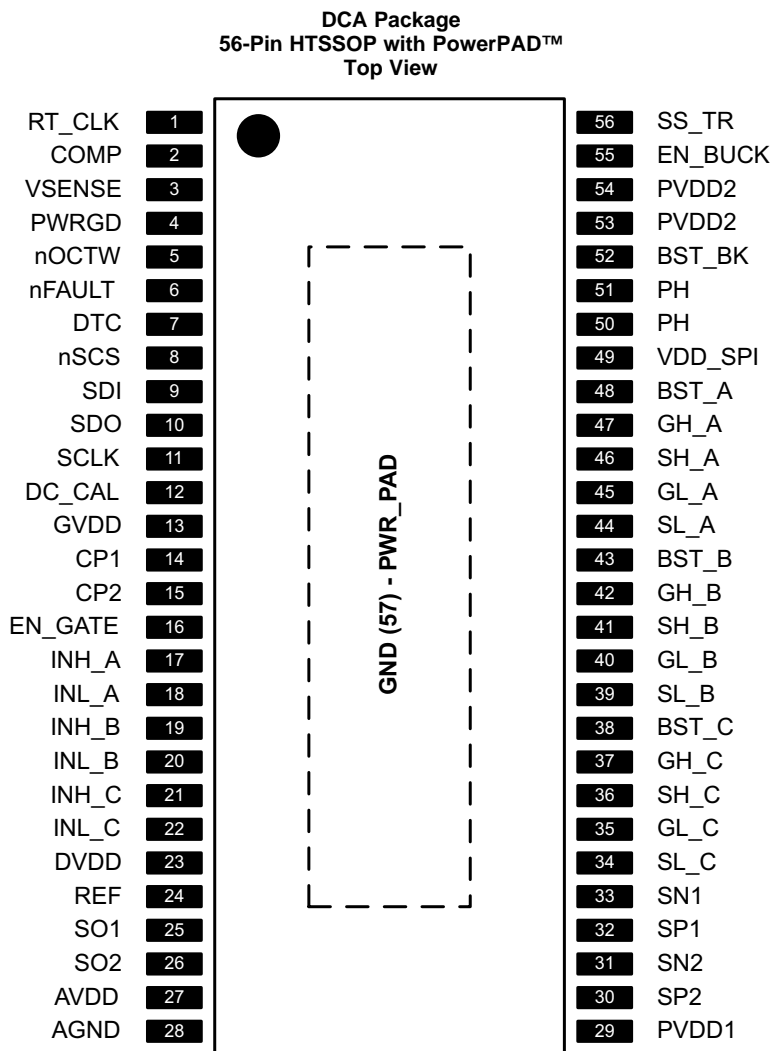 DCA Package
56-Pin HTSSOP with PowerPAD™
Top View
RT_CLK 1 56 SS_TR
COMP 2 55 EN_BUCK
VSENSE 3 54 PVDD2
PWRGD 4 53 PVDD2
nOCTW 5 52 BST_BK
nFAULT 6 51 PH
DTC 7 50 PH
nSCS 8 49 VDD_SPI
SDI 9 48 BST_A
SDO 10 47 GH_A
SCLK 11 46 SH_A
DC_CAL 12 45 GL_A
GVDD 13 44 SL_A
CP1 14 43 BST_B
CP2 15 42 GH_B
EN_GATE 16 41 SH_B
INH_A 17 40 GL_B
INL_A 18 39 SL_B
INH_B 19 38 BST_C
INL_B 20 37 GH_C
INH_C 21 36 SH_C
INL_C 22 35 GL_C
DVDD 23 34 SL_C
REF 24 33 SN1
SO1 25 32 SP1
SO2 26 31 SN2
AVDD 27 30 SP2
AGND 28 29 PVDD1
GND (57) - PWR_PAD